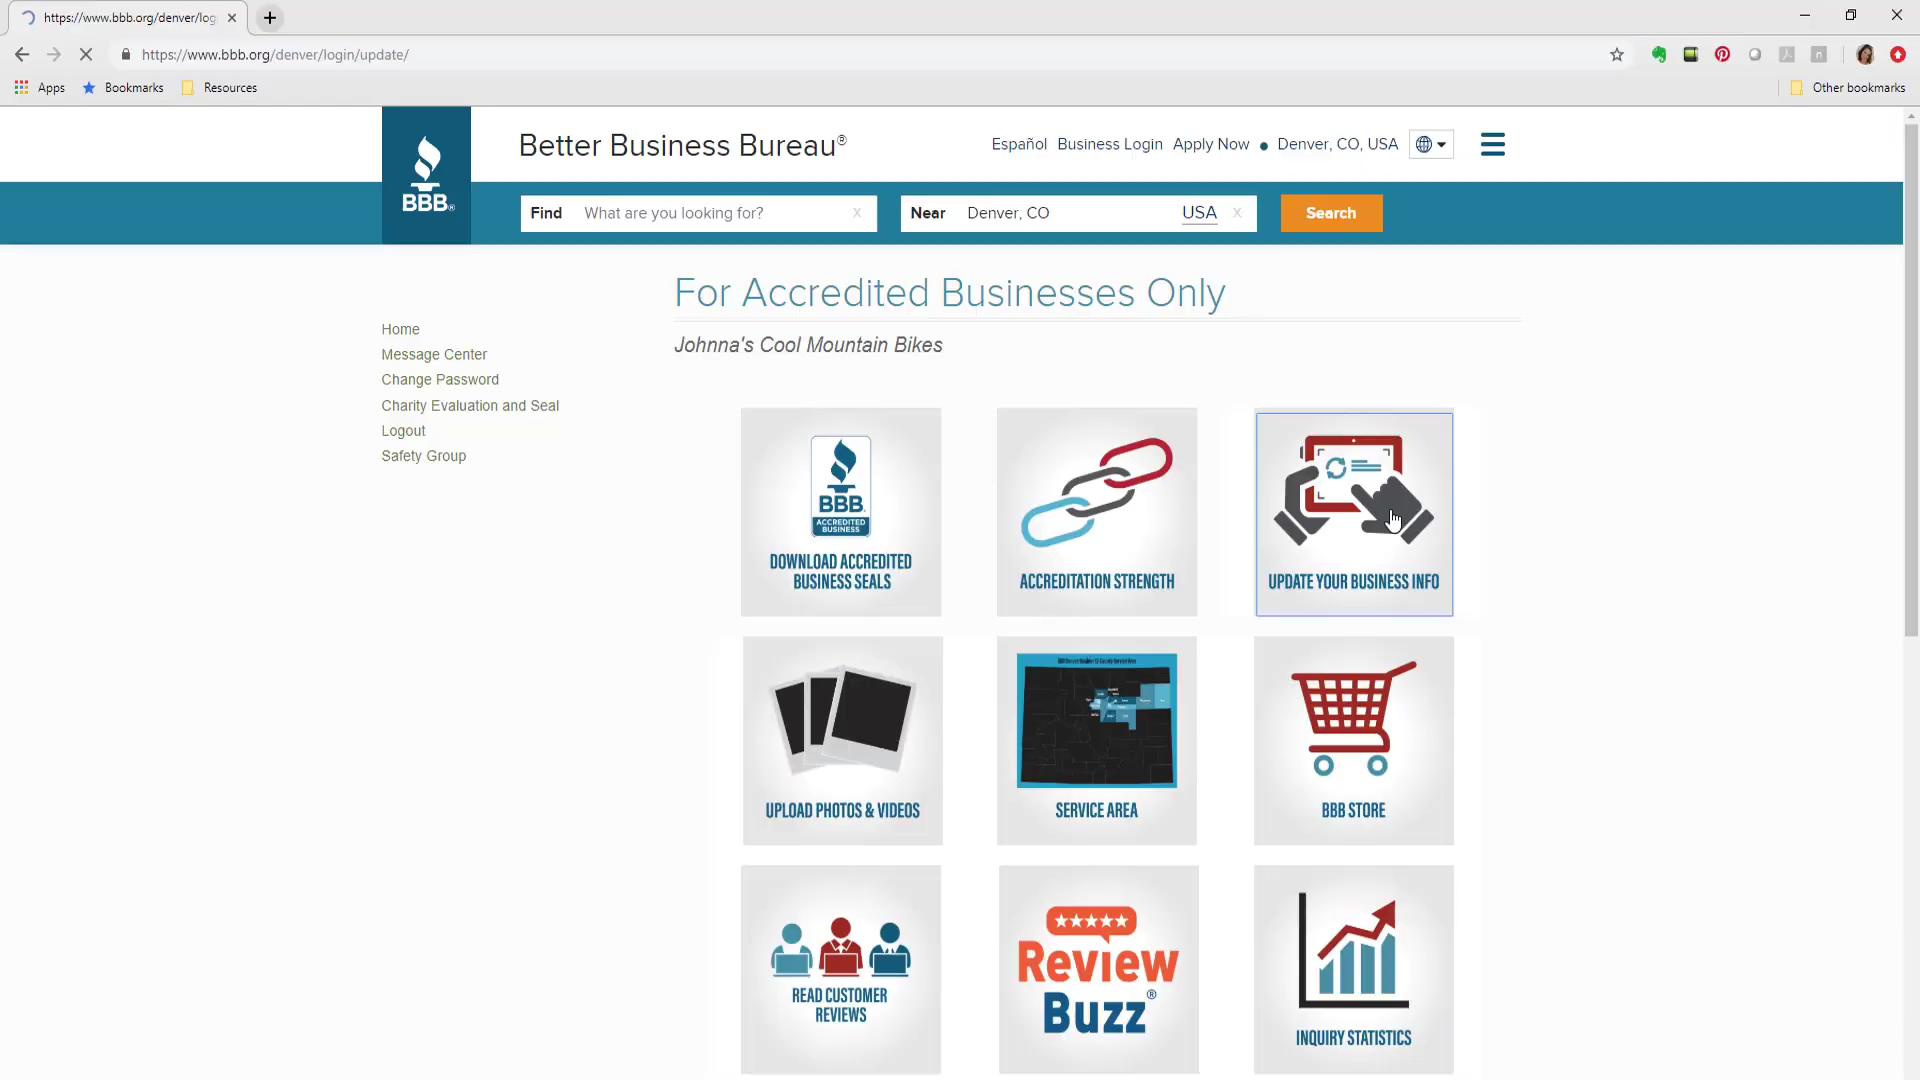 https://www.bbb.org/denver/log
https://www.bbb.org/denver/login/update/
Apps Bookmarks Resources Other bookmarks
BBB®
Better Business Bureau®
Español Business Login Apply Now Denver, CO, USA
Find What are you looking for? x Near Denver, CO USA x Search
For Accredited Businesses Only
Johnna's Cool Mountain Bikes
Home
Message Center
Change Password
Charity Evaluation and Seal
Logout
Safety Group
BBB
ACCREDITED
BUSINESS
DOWNLOAD ACCREDITED
BUSINESS SEALS
ACCREDITATION STRENGTH
UPDATE YOUR BUSINESS INFO
UPLOAD PHOTOS & VIDEOS
SERVICE AREA
BBB STORE
READ CUSTOMER
REVIEWS
Review
Buzz®
INQUIRY STATISTICS